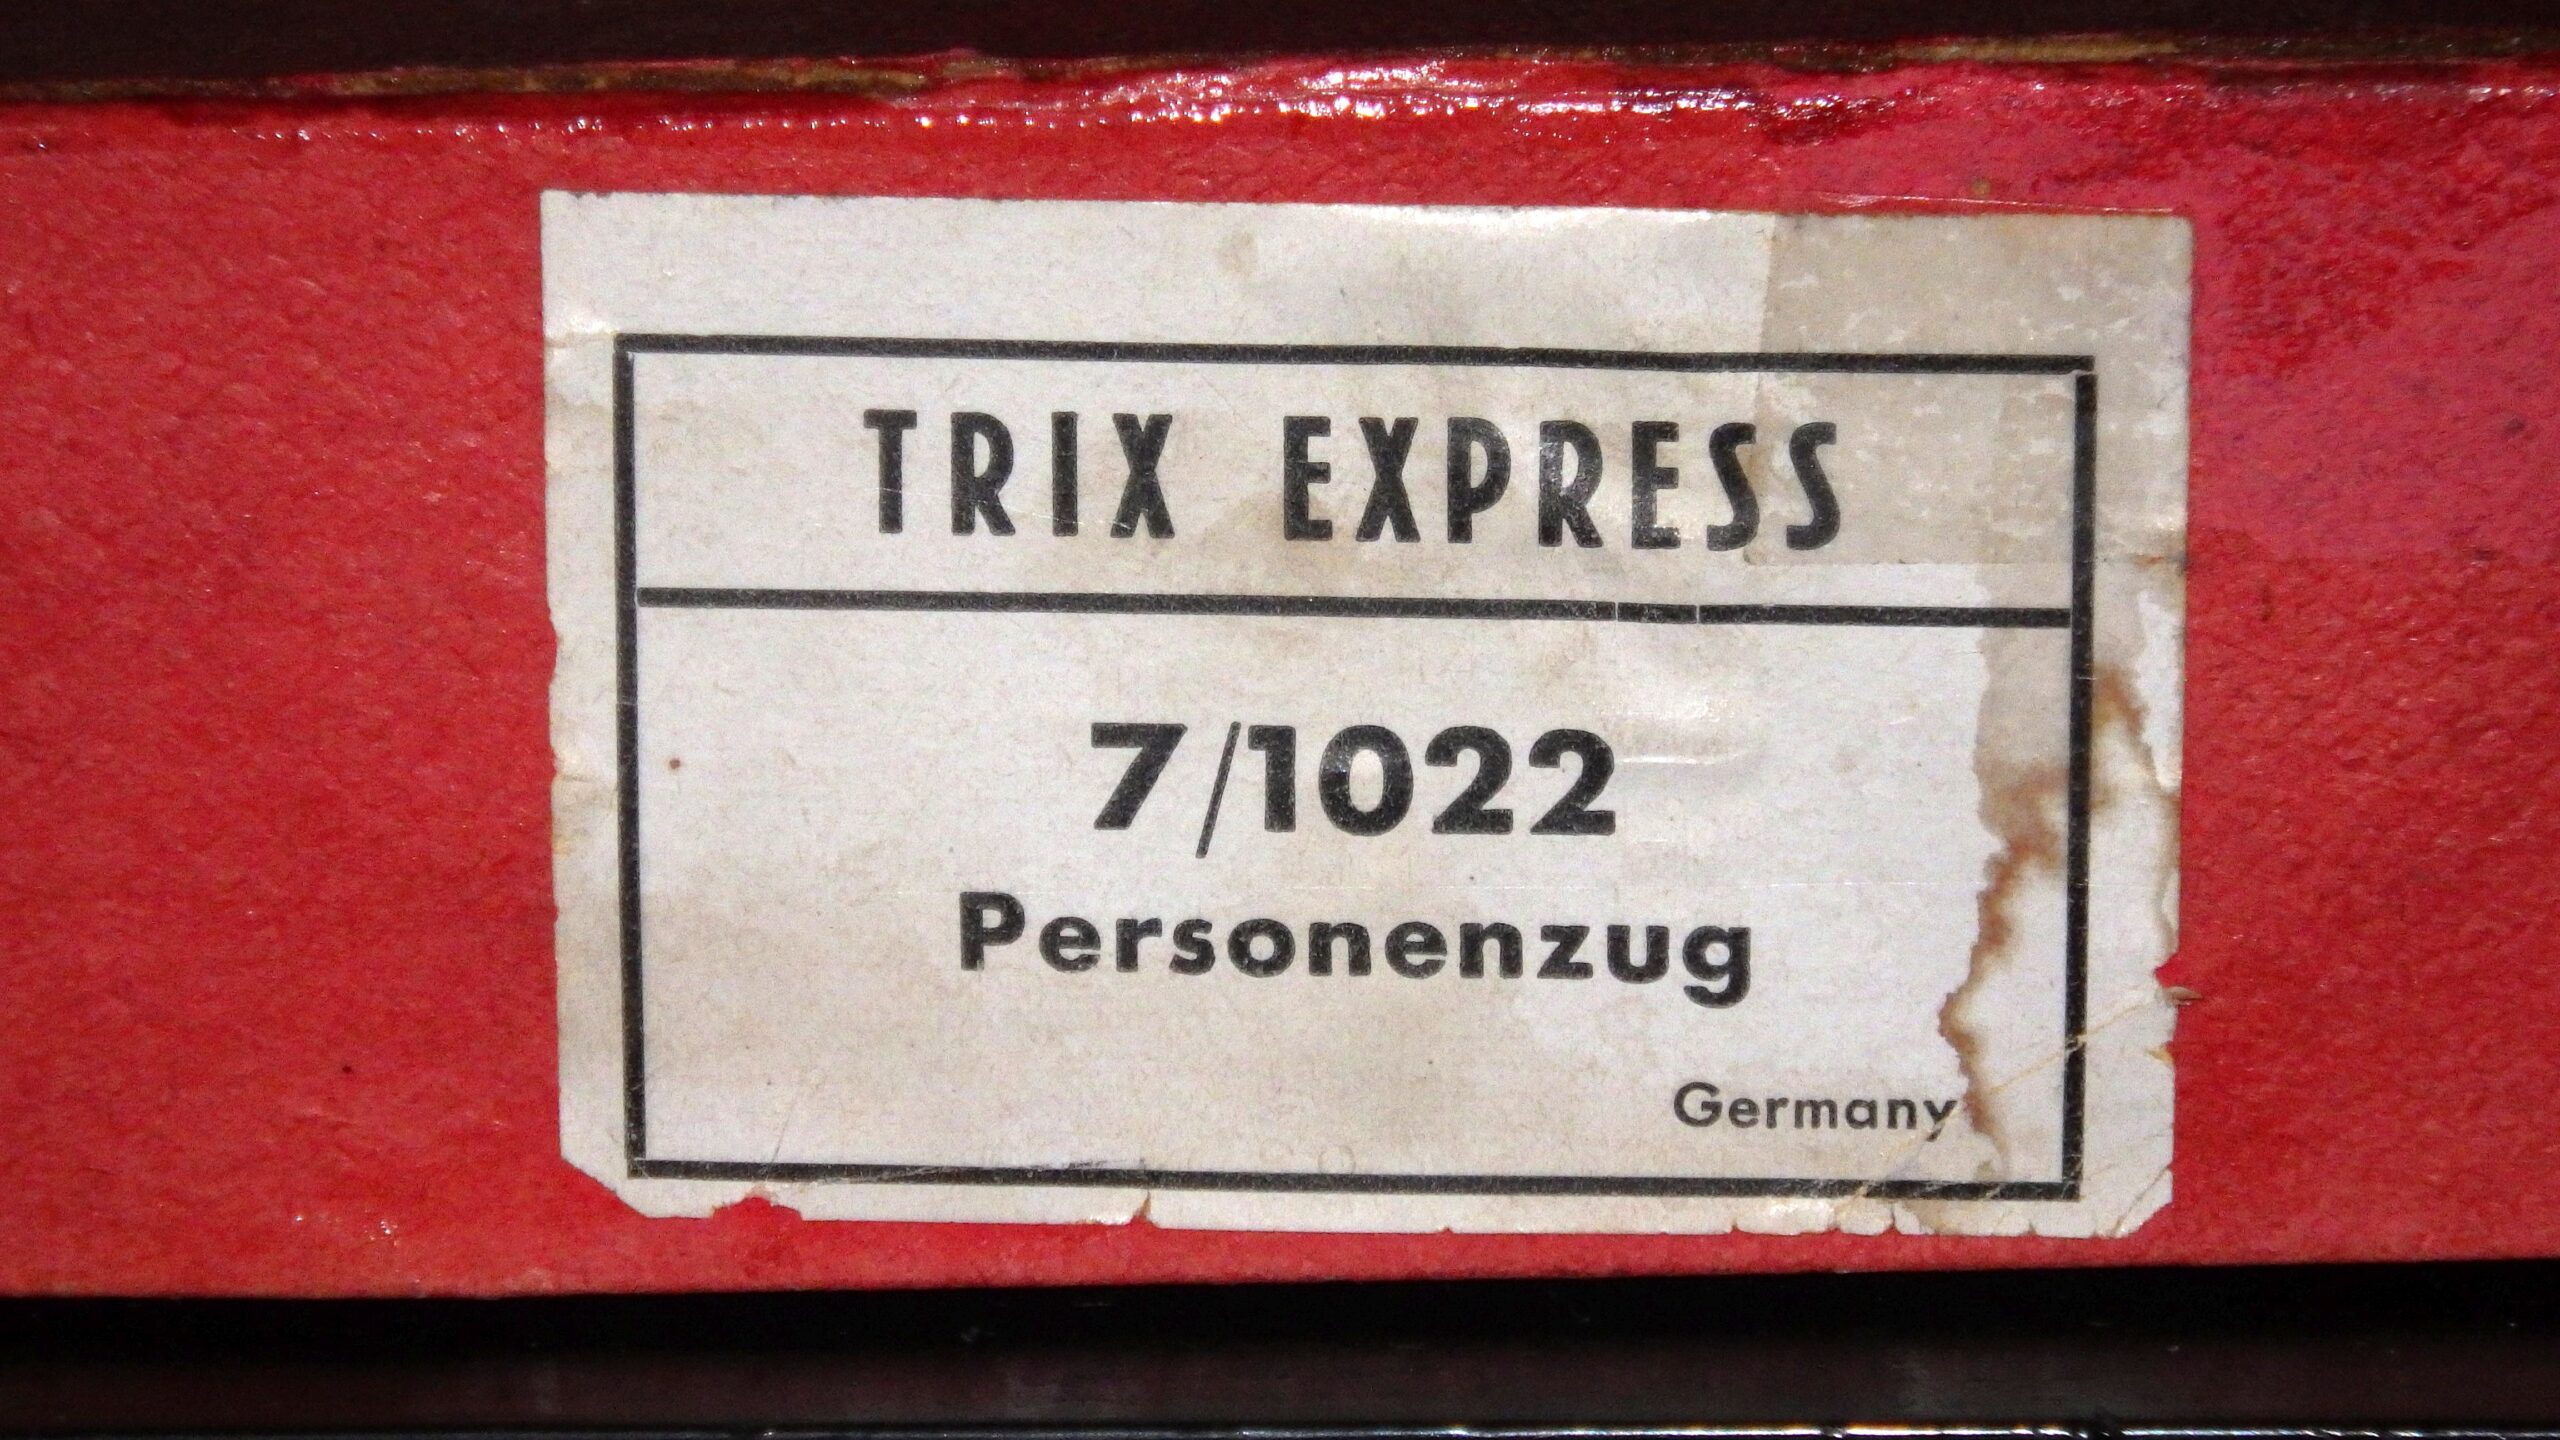 TRIX EXPRESS
7/1022
Personenzug
Germany